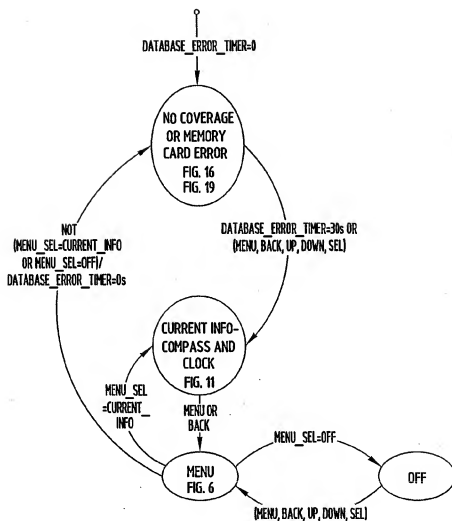 DATABASE_ERROR_TIMER=0
NO COVERAGE
OR MEMORY
CARD ERROR
FIG. 16
FIG. 19
NOT
(MENU_SEL=CURRENT_INFO
OR MENU_SEL=OFF)/
DATABASE_ERROR_TIMER=0s
DATABASE_ERROR_TIMER=30s OR
(MENU, BACK, UP, DOWN, SEL)
CURRENT INFO-
COMPASS AND
CLOCK
FIG. 11
MENU_SEL
=CURRENT_
INFO
MENU OR
BACK
MENU_SEL=OFF
MENU
FIG. 6
OFF
(MENU, BACK, UP, DOWN, SEL)